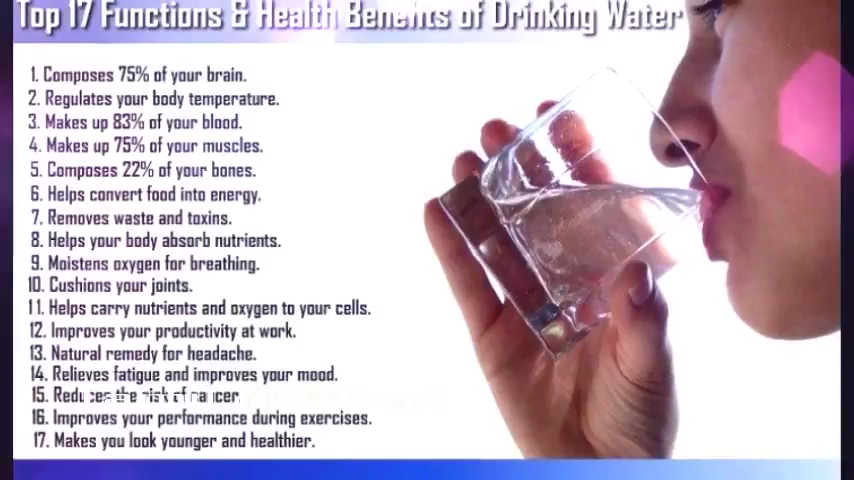 Top 17 Functions & Health Benefits of Drinking Water
1. Composes 75% of your brain.
2. Regulates your body temperature.
3. Makes up 83% of your blood.
4. Makes up 75% of your muscles.
5. Composes 22% of your bones.
6. Helps convert food into energy.
7. Removes waste and toxins.
8. Helps your body absorb nutrients.
9. Moistens oxygen for breathing.
10. Cushions your joints.
11. Helps carry nutrients and oxygen to your cells.
12. Improves your productivity at work.
13. Natural remedy for headache.
14. Relieves fatigue and improves your mood.
15. Reduces the risk of cancer.
16. Improves your performance during exercises.
17. Makes you look younger and healthier.